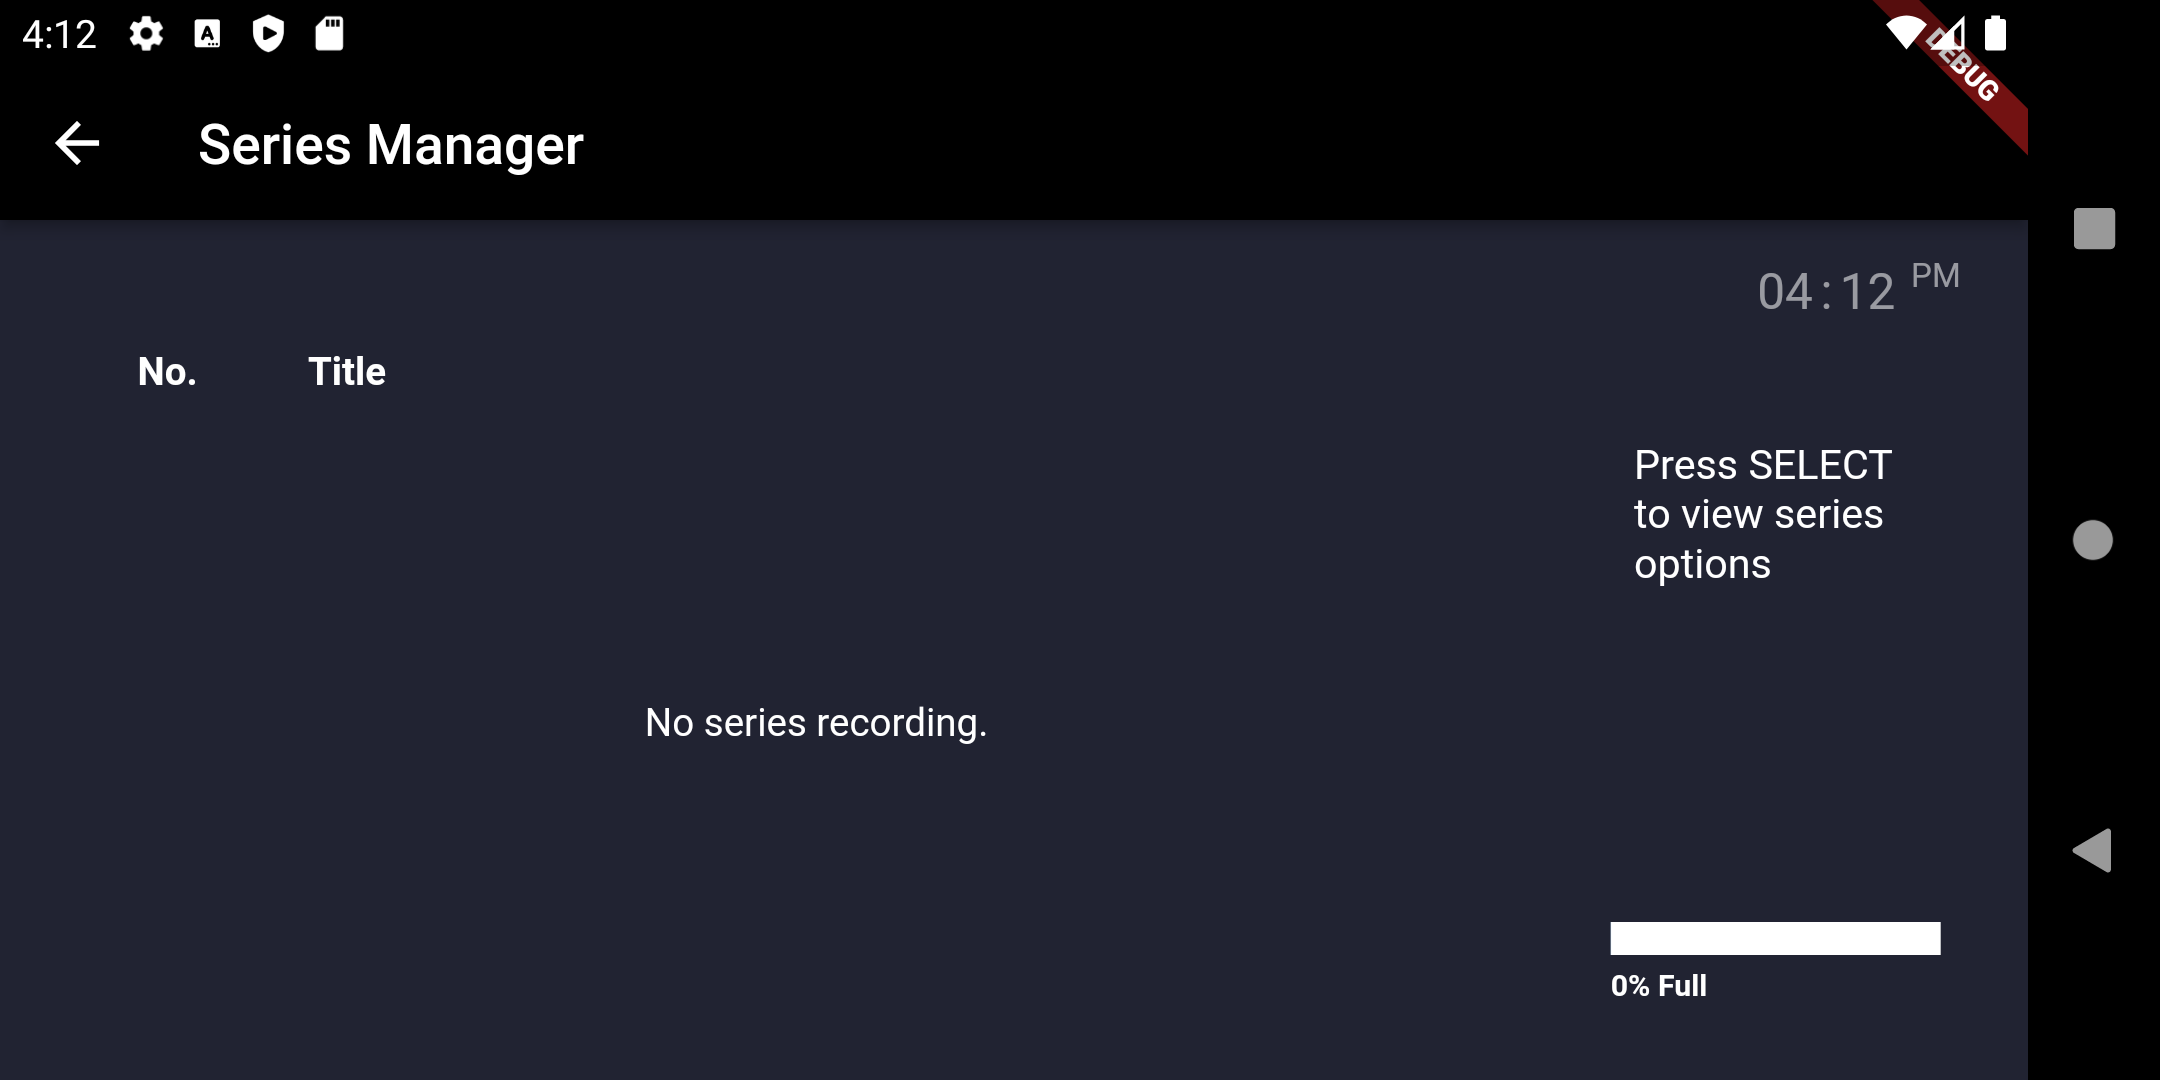 4:12
DEBUG
Series Manager
04:12 PM
No. Title
Press SELECT
to view series
options
No series recording.
0% Full